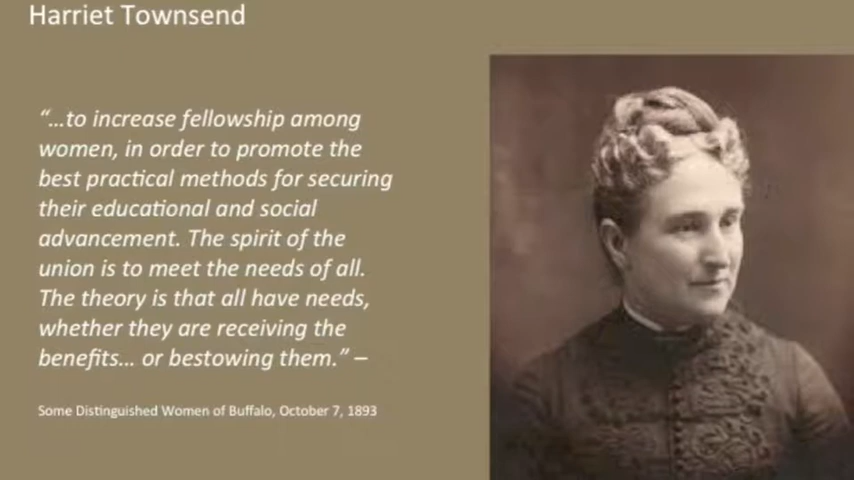 Harriet Townsend
“...to increase fellowship among
women, in order to promote the
best practical methods for securing
their educational and social
advancement. The spirit of the
union is to meet the needs of all.
The theory is that all have needs,
whether they are receiving the
benefits... or bestowing them.” –
Some Distinguished Women of Buffalo, October 7, 1893